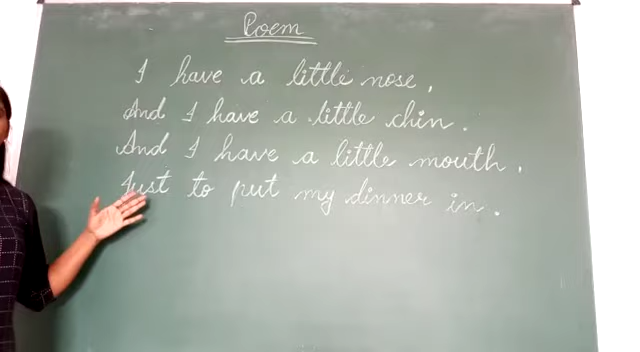 Poem
I have a little nose,
And I have a little chin.
And I have a little mouth,
Just to put my dinner in.